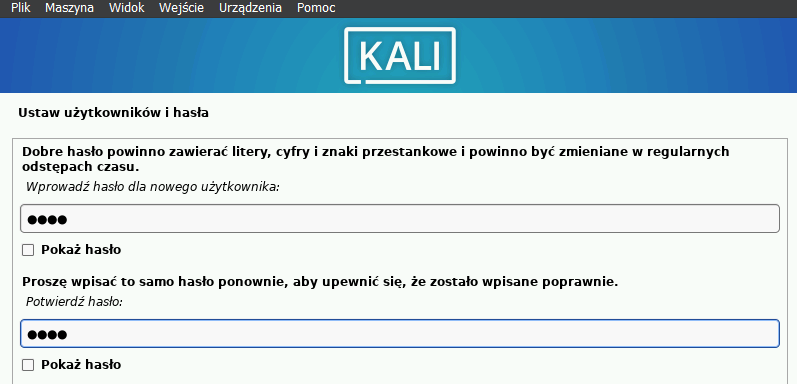 Plik Maszyna Widok Wejście Urządzenia Pomoc
KALI
Ustaw użytkowników i hasła
Dobre hasło powinno zawierać litery, cyfry i znaki przestankowe i powinno być zmieniane w regularnych
odstępach czasu.
Wprowadź hasło dla nowego użytkownika:
●●●●
Pokaż hasło
Proszę wpisać to samo hasło ponownie, aby upewnić się, że zostało wpisane poprawnie.
Potwierdź hasło:
●●●●
Pokaż hasło